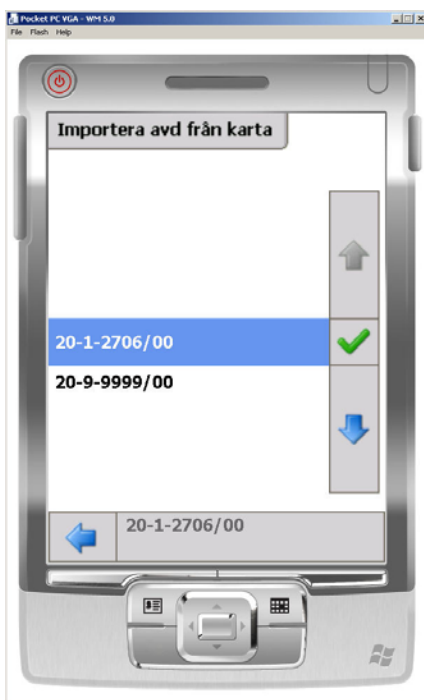 Pocket PC VGA - WM 5.0
File Flash Help
Importera avd från karta
20-1-2706/00
20-9-9999/00
20-1-2706/00